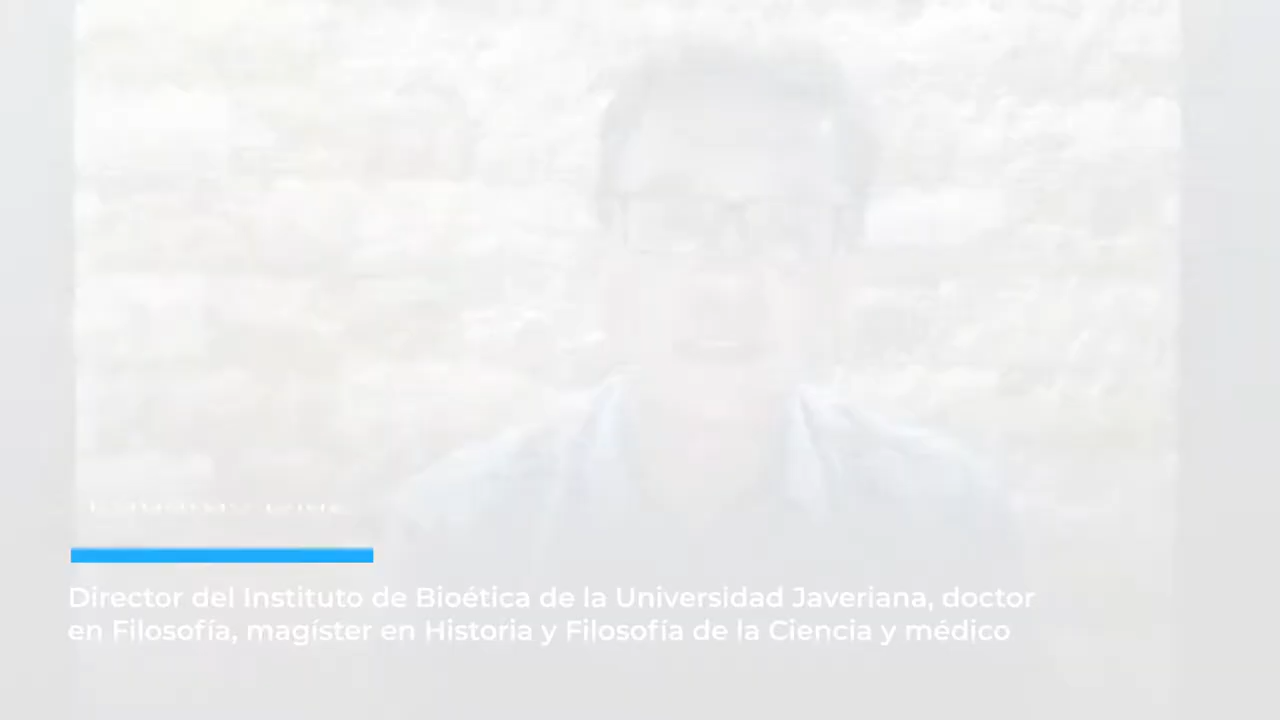 Director del Instituto de Bioética de la Universidad Javeriana, doctor
en Filosofía, magíster en Historia y Filosofía de la Ciencia y médico